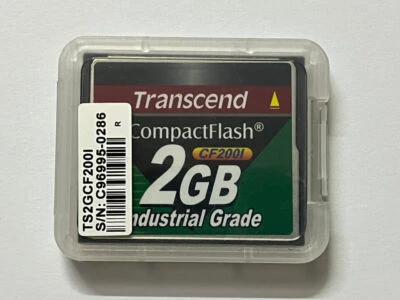 Transcend
CompactFlash®
CF200I
2GB
Industrial Grade
TS2GCF200I
S/N: C96995-0286
R